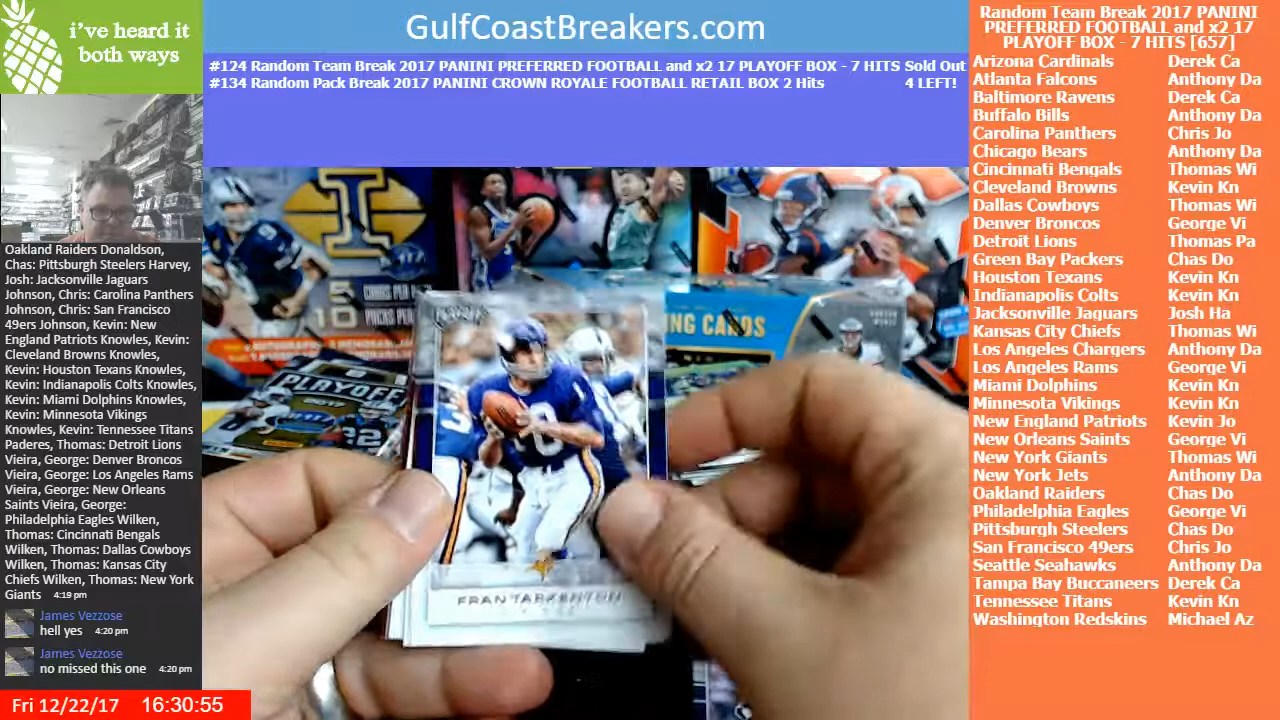 i've heard it
both ways
GulfCoastBreakers.com
#124 Random Team Break 2017 PANINI PREFERRED FOOTBALL and x2 17 PLAYOFF BOX - 7 HITS Sold Out
#134 Random Pack Break 2017 PANINI CROWN ROYALE FOOTBALL RETAIL BOX 2 Hits 4 LEFT!
Random Team Break 2017 PANINI
PREFERRED FOOTBALL and x2 17
PLAYOFF BOX - 7 HITS [657]
Arizona Cardinals Derek Ca
Atlanta Falcons Anthony Da
Baltimore Ravens Derek Ca
Buffalo Bills Anthony Da
Carolina Panthers Chris Jo
Chicago Bears Anthony Da
Cincinnati Bengals Thomas Wi
Cleveland Browns Kevin Kn
Dallas Cowboys Thomas Wi
Denver Broncos George Vi
Detroit Lions Thomas Pa
Green Bay Packers Chas Do
Houston Texans Kevin Kn
Indianapolis Colts Kevin Kn
Jacksonville Jaguars Josh Ha
Kansas City Chiefs Thomas Wi
Los Angeles Chargers Anthony Da
Los Angeles Rams George Vi
Miami Dolphins Kevin Kn
Minnesota Vikings Kevin Kn
New England Patriots Kevin Jo
New Orleans Saints George Vi
New York Giants Thomas Wi
New York Jets Anthony Da
Oakland Raiders Chas Do
Philadelphia Eagles George Vi
Pittsburgh Steelers Chas Do
San Francisco 49ers Chris Jo
Seattle Seahawks Anthony Da
Tampa Bay Buccaneers Derek Ca
Tennessee Titans Kevin Kn
Washington Redskins Michael Az
Oakland Raiders Donaldson,
Chas: Pittsburgh Steelers Harvey,
Josh: Jacksonville Jaguars
Johnson, Chris: Carolina Panthers
Johnson, Chris: San Francisco
49ers Johnson, Kevin: New
England Patriots Knowles, Kevin:
Cleveland Browns Knowles,
Kevin: Houston Texans Knowles,
Kevin: Indianapolis Colts Knowles,
Kevin: Miami Dolphins Knowles,
Kevin: Minnesota Vikings
Knowles, Kevin: Tennessee Titans
Paderes, Thomas: Detroit Lions
Vieira, George: Denver Broncos
Vieira, George: Los Angeles Rams
Vieira, George: New Orleans
Saints Vieira, George:
Philadelphia Eagles Wilken,
Thomas: Cincinnati Bengals
Wilken, Thomas: Dallas Cowboys
Wilken, Thomas: Kansas City
Chiefs Wilken, Thomas: New York
Giants 4:19 pm
James Vezzose
hell yes 4:20 pm
James Vezzose
no missed this one 4:20 pm
Fri 12/22/17 16:30:55
ING CARDS
PLAYOFF
FRAN TARKENTON